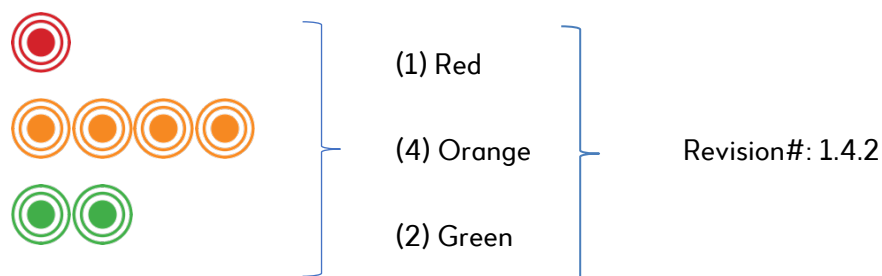 (1) Red
(4) Orange
Revision#: 1.4.2
(2) Green